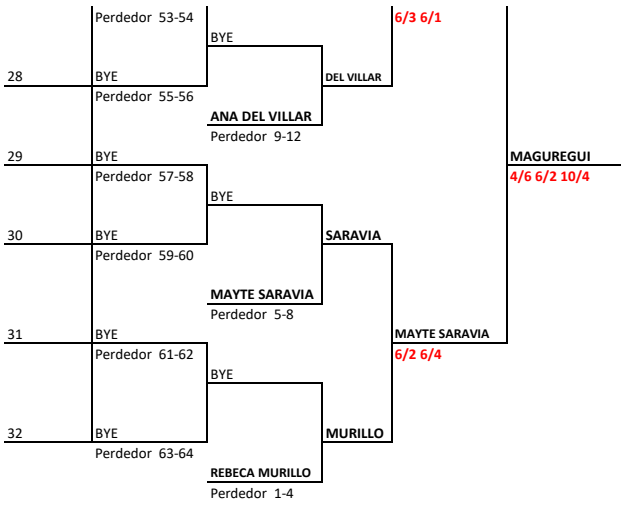 Perdedor 53-54
6/3 6/1
BYE
28
BYE
DEL VILLAR
Perdedor 55-56
ANA DEL VILLAR
Perdedor 9-12
29
BYE
MAGUREGUI
Perdedor 57-58
4/6 6/2 10/4
BYE
30
BYE
SARAVIA
Perdedor 59-60
MAYTE SARAVIA
Perdedor 5-8
31
BYE
MAYTE SARAVIA
Perdedor 61-62
6/2 6/4
BYE
32
BYE
MURILLO
Perdedor 63-64
REBECA MURILLO
Perdedor 1-4